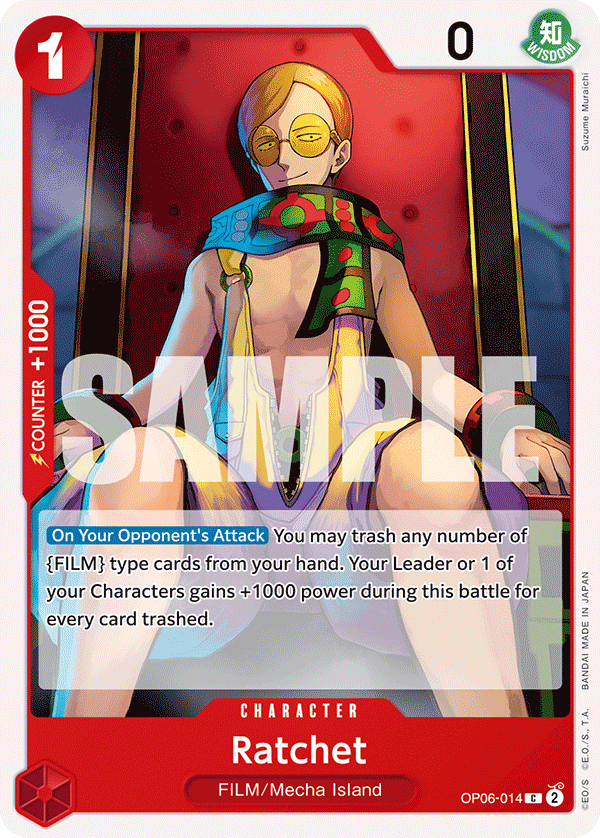 1
0
知
WISDOM
Suzume Muraichi
COUNTER +1000
SAMPLE
On Your Opponent's Attack You may trash any number of
{FILM} type cards from your hand. Your Leader or 1 of
your Characters gains +1000 power during this battle for
every card trashed.
CHARACTER
Ratchet
FILM/Mecha Island
OP06-014 C 2
©EO/S ©E.O./S., T.A. BANDAI MADE IN JAPAN